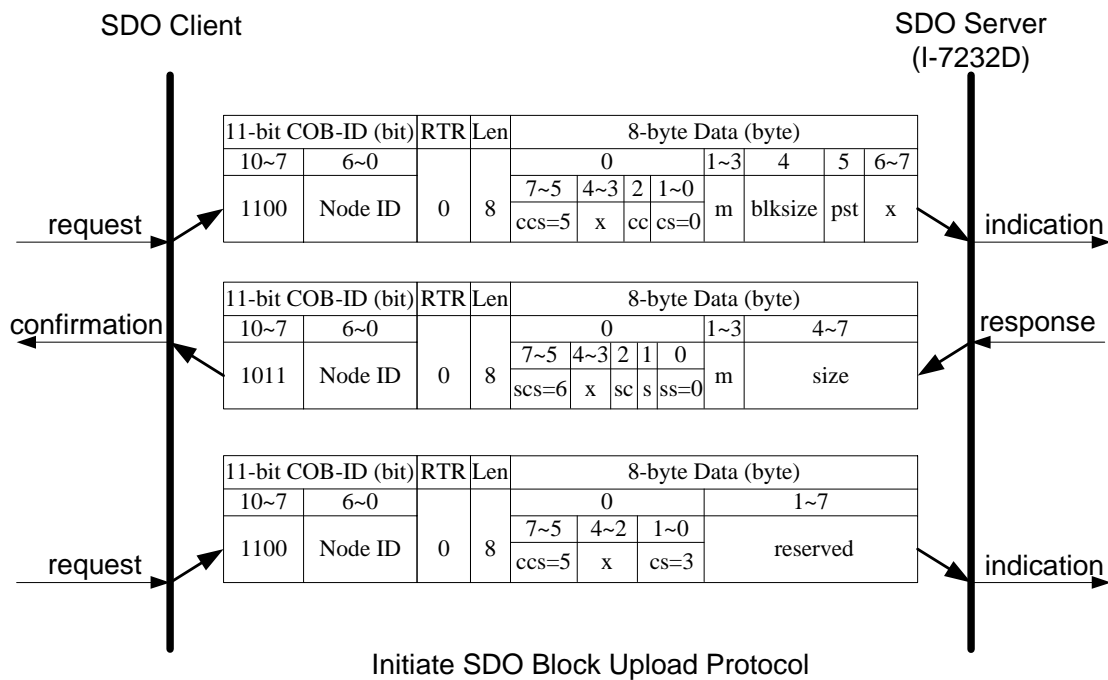 SDO Client
SDO Server
(I-7232D)
11-bit COB-ID (bit) RTR Len 8-byte Data (byte)
10~7 6~0 0 1~3 4 5 6~7
7~5 4~3 2 1~0
1100 Node ID 0 8 ccs=5 x cc cs=0 m blksize pst x
request
indication
11-bit COB-ID (bit) RTR Len 8-byte Data (byte)
10~7 6~0 0 1~3 4~7
confirmation
response
7~5 4~3 2 1 0
1011 Node ID 0 8 scs=6 x sc s ss=0 m size
11-bit COB-ID (bit) RTR Len 8-byte Data (byte)
10~7 6~0 0 1~7
7~5 4~2 1~0
1100 Node ID 0 8 ccs=5 x cs=3 reserved
request
indication
Initiate SDO Block Upload Protocol